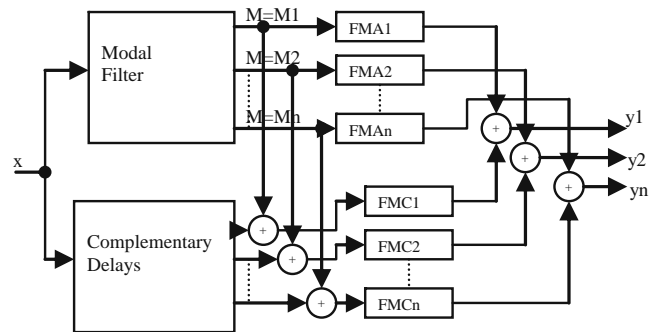 M=M1
FMA1
Modal
Filter
M=M2
FMA2
M=Mn
FMAn
+
y1
x
+
y2
+
yn
FMC1
+
Complementary
Delays
FMC2
+
FMCn
+